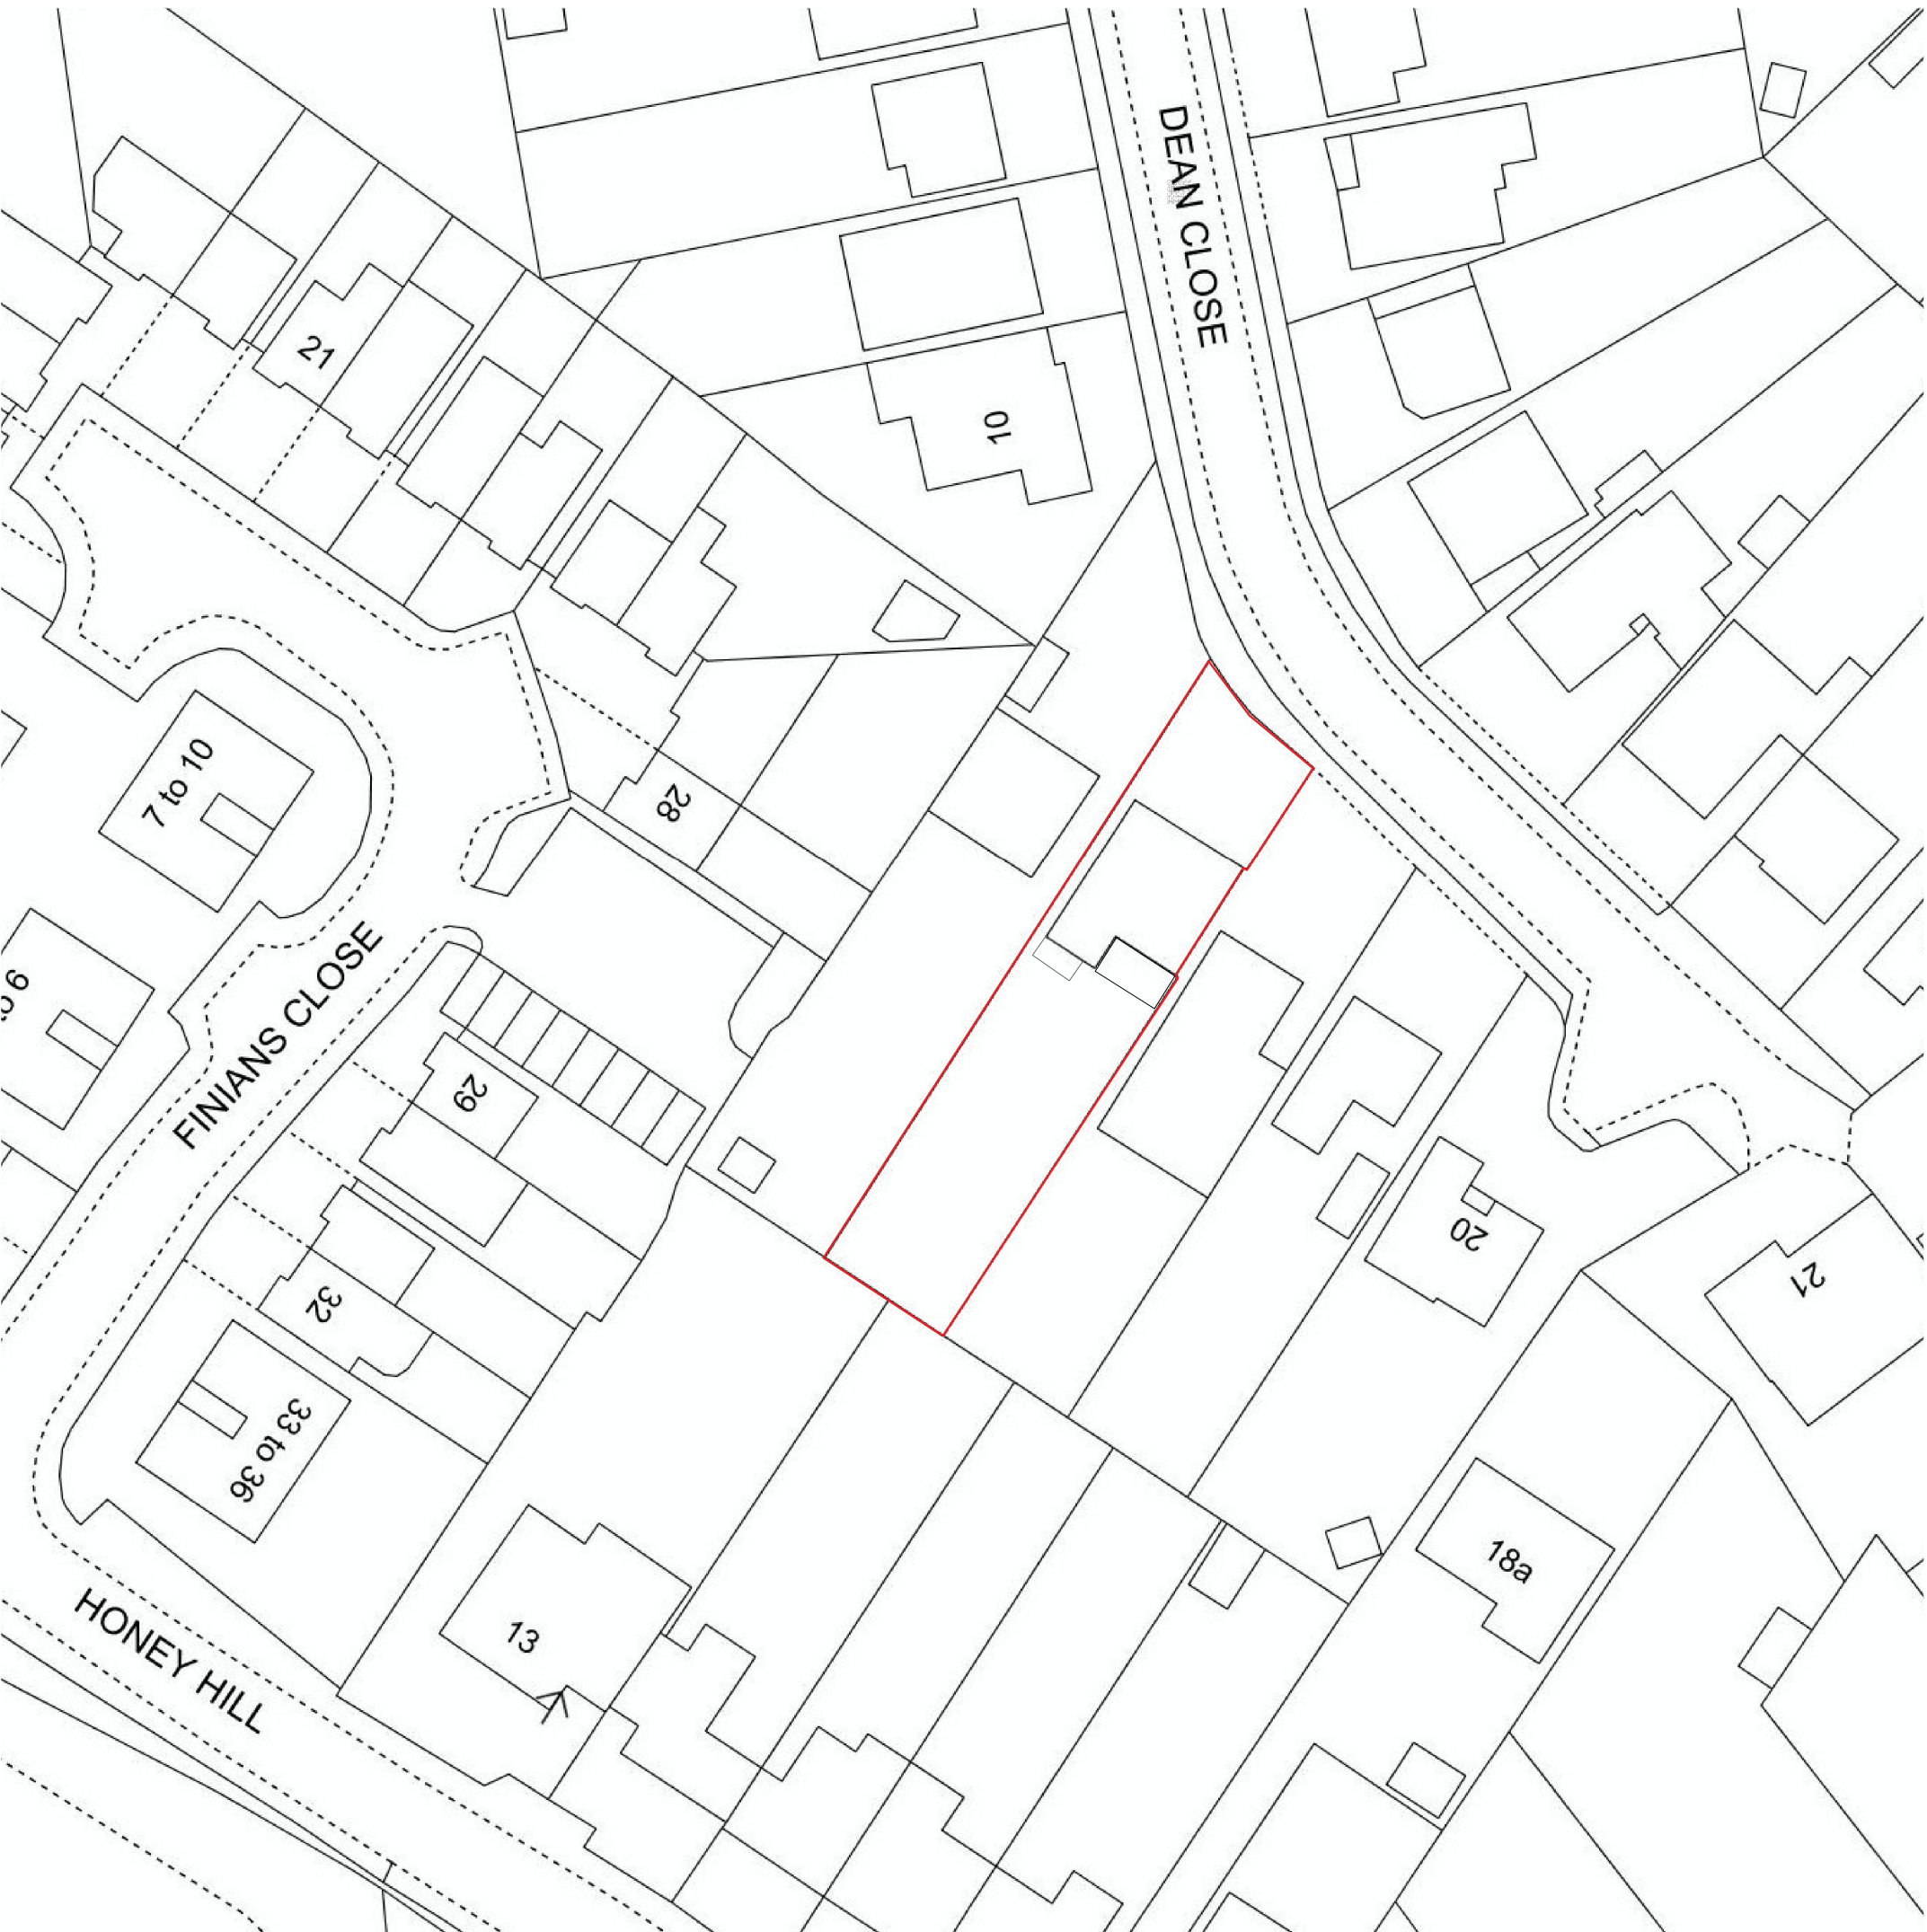 DEAN CLOSE
21
10
7 to 10
28
FINIANS CLOSE
29
20
21
32
33 to 36
18a
13
HONEY HILL